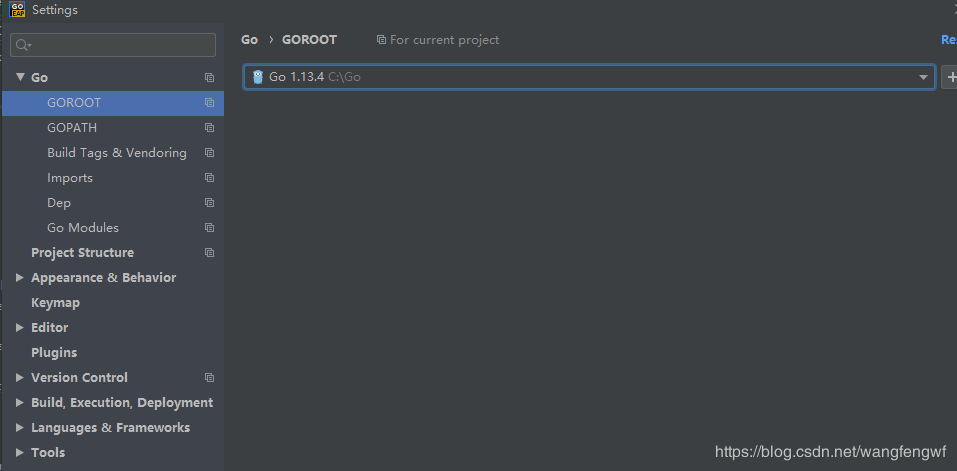 GO
EAP
Settings
Go › GOROOT For current project Re
Go 1.13.4 C:\Go
Go
GOROOT
GOPATH
Build Tags & Vendoring
Imports
Dep
Go Modules
Project Structure
Appearance & Behavior
Keymap
Editor
Plugins
Version Control
Build, Execution, Deployment
Languages & Frameworks
Tools
https://blog.csdn.net/wangfengwf